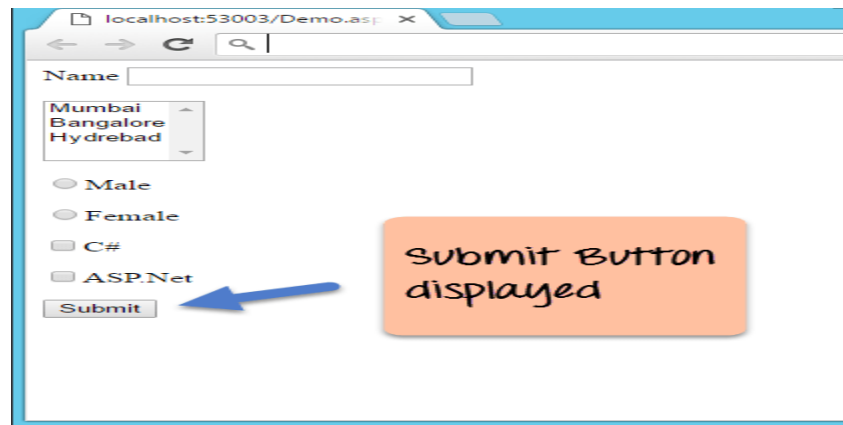 localhost:53003/Demo.asp
Name
Mumbai
Bangalore
Hydrebad
Male
Female
C#
ASP.Net
Submit
Submit Button
displayed